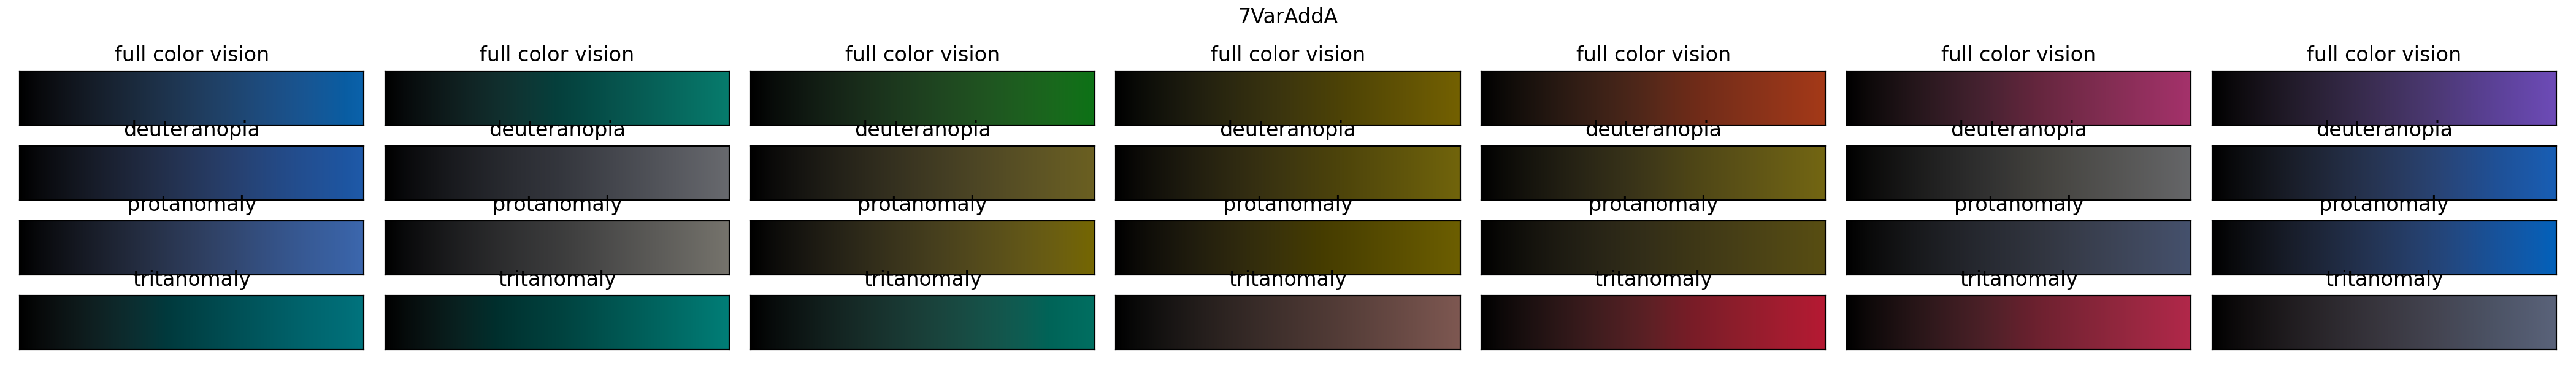 7VarAddA
full color vision full color vision full color vision full color vision full color vision full color vision full color vision
deuteranopia deuteranopia deuteranopia deuteranopia deuteranopia deuteranopia deuteranopia
protanomaly protanomaly protanomaly protanomaly protanomaly protanomaly protanomaly
tritanomaly tritanomaly tritanomaly tritanomaly tritanomaly tritanomaly tritanomaly